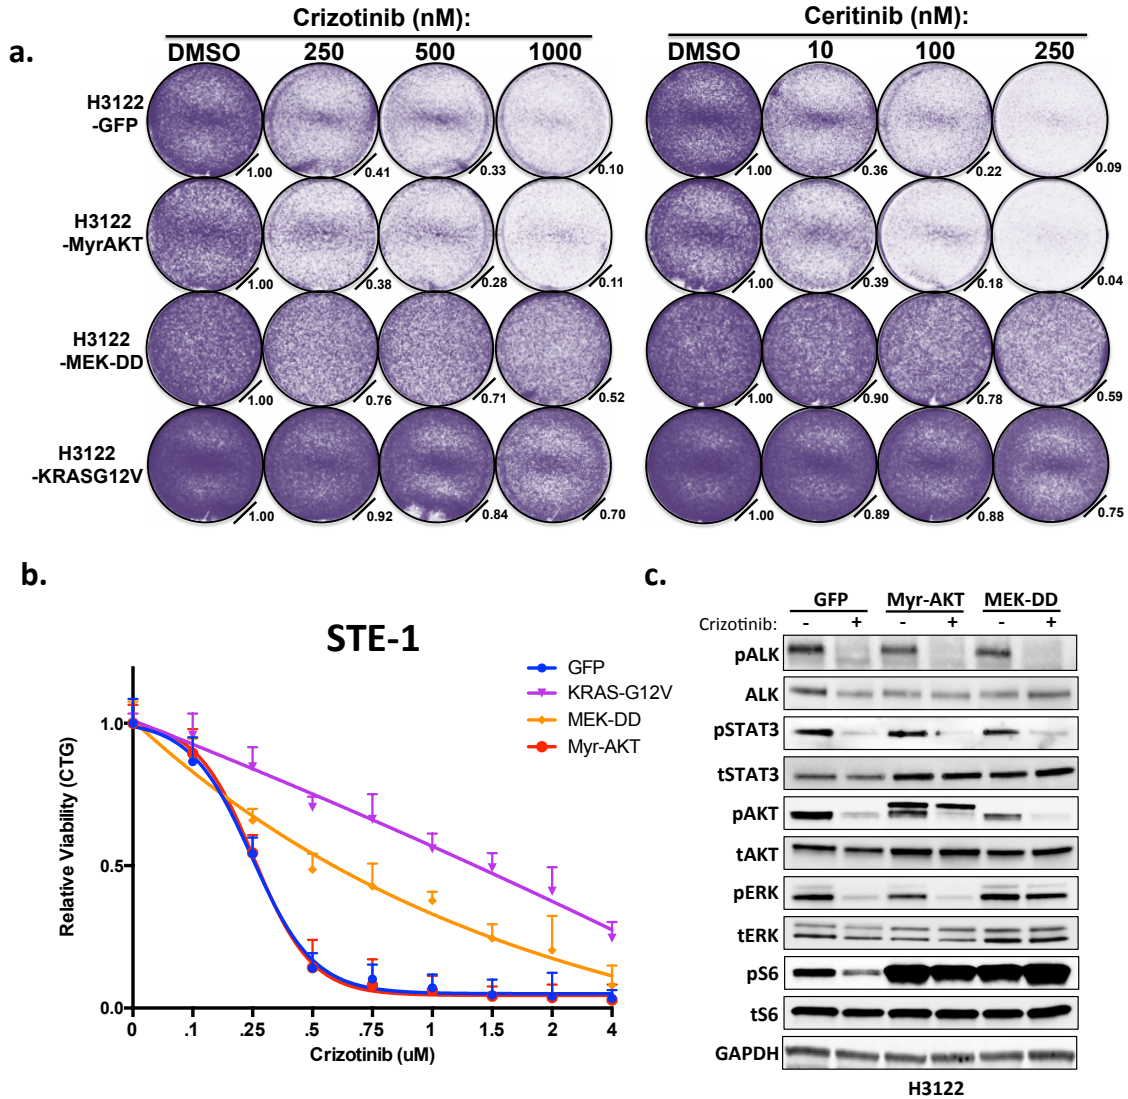 a.
Crizotinib (nM):
Ceritinib (nM):
DMSO 250 500 1000
DMSO 10 100 250
H3122
-GFP
1.00 0.41 0.33 0.10
1.00 0.36 0.22 0.09
H3122
-MyrAKT
1.00 0.38 0.28 0.11
1.00 0.39 0.18 0.04
H3122
-MEK-DD
1.00 0.76 0.71 0.52
1.00 0.90 0.78 0.59
H3122
-KRASG12V
1.00 0.92 0.84 0.70
1.00 0.89 0.88 0.75
b.
STE-1
GFP
KRAS-G12V
MEK-DD
Myr-AKT
Relative Viability (CTG)
1.0
0.5
0.0
0 .1 .25 .5 .75 1 1.5 2 4
Crizotinib (uM)
c.
GFP Myr-AKT MEK-DD
Crizotinib: - + - + - +
pALK
ALK
pSTAT3
tSTAT3
pAKT
tAKT
pERK
tERK
pS6
tS6
GAPDH
H3122